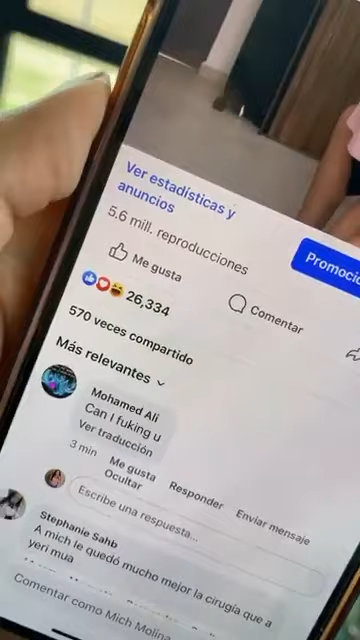 Ver estadísticas y
anuncios
5.6 mill. reproducciones
Promocio
Me gusta
Comentar
26,334
570 veces compartido
Más relevantes
Mohamed Ali
Can I fuking u
Ver traducción
3 min Me gusta Responder Enviar mensaje
Ocultar
Escribe una respuesta...
Stephanie Sahb
A mich le quedó mucho mejor la cirugía que a
yeri mua
Comentar como Mich Molina